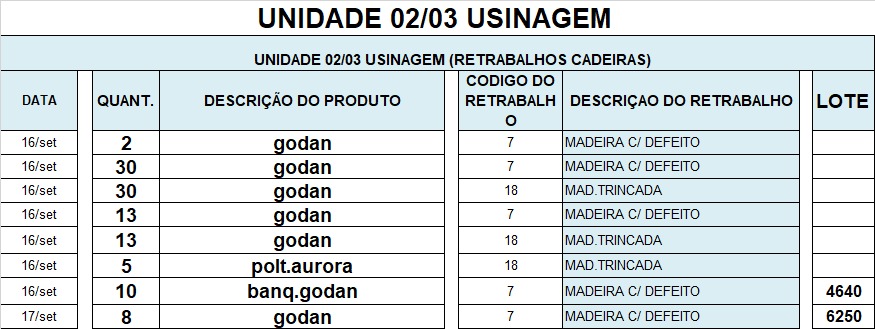 UNIDADE 02/03 USINAGEM
UNIDADE 02/03 USINAGEM (RETRABALHOS CADEIRAS)
DATA QUANT. DESCRIÇÃO DO PRODUTO CODIGO DO RETRABALHO DESCRIÇAO DO RETRABALHO LOTE
16/set 2 godan 7 MADEIRA C/ DEFEITO
16/set 30 godan 7 MADEIRA C/ DEFEITO
16/set 30 godan 18 MAD.TRINCADA
16/set 13 godan 7 MADEIRA C/ DEFEITO
16/set 13 godan 18 MAD.TRINCADA
16/set 5 polt.aurora 18 MAD.TRINCADA
16/set 10 banq.godan 7 MADEIRA C/ DEFEITO 4640
17/set 8 godan 7 MADEIRA C/ DEFEITO 6250